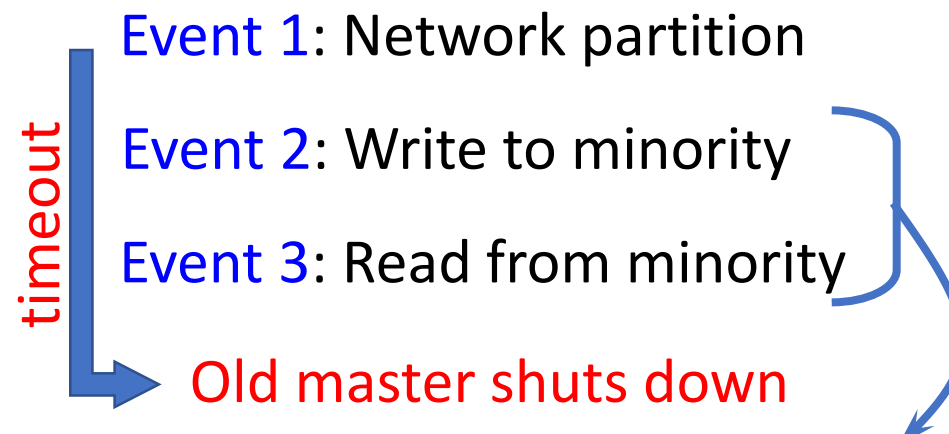 Event 1: Network partition
Event 2: Write to minority
Event 3: Read from minority
timeout
Old master shuts down